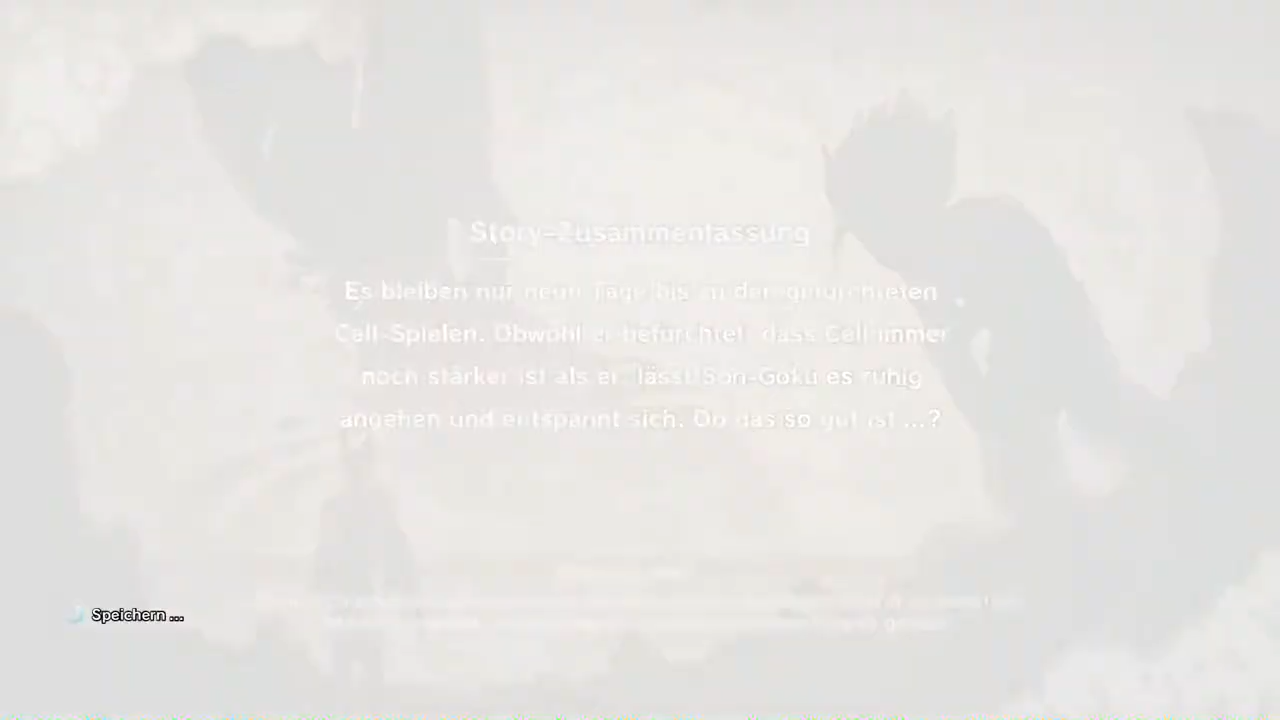 Story-Zusammenfassung
Es bleiben nur neun Tage bis zu den gefürchteten
Cell-Spielen. Obwohl er befürchtet, dass Cell immer
noch stärker ist als er, lässt Son-Goku es ruhig
angehen und entspannt sich. Ob das so gut ist ...?
Speichern ...